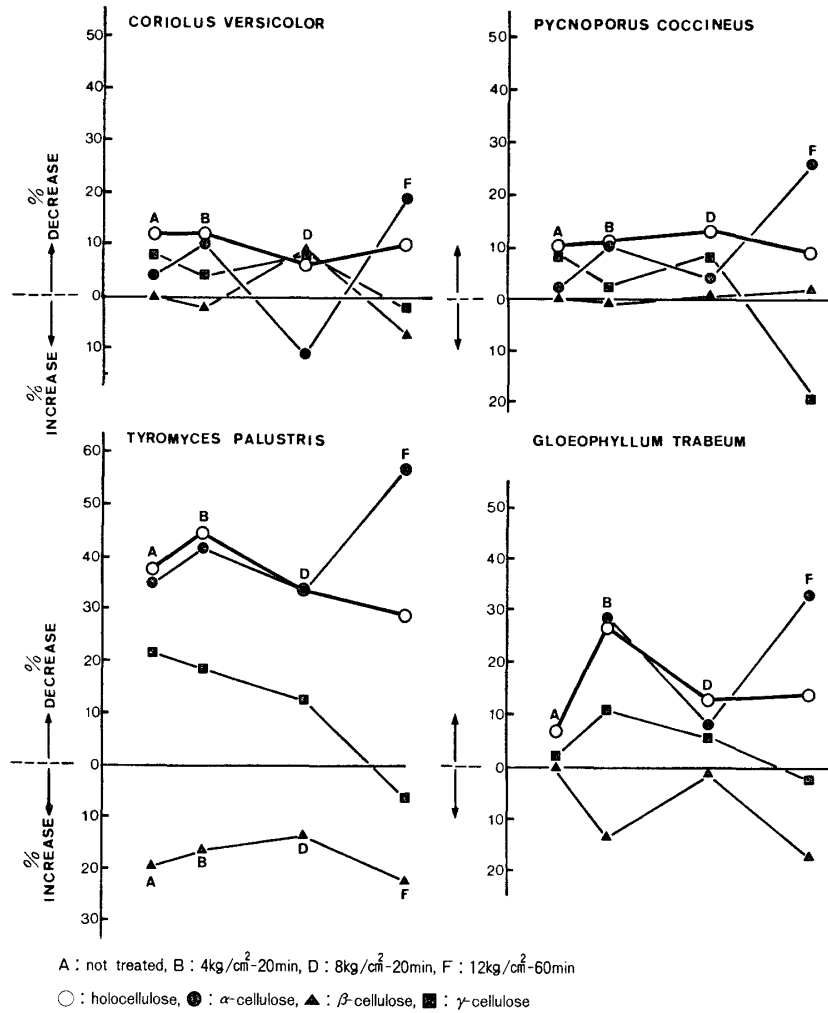 CORIOLUS VERSICOLOR
50
40
30
20
10
0
10
% DECREASE
% INCREASE
A
B
D
F
PYCNOPORUS COCCINEUS
50
40
30
20
10
0
10
20
A
B
D
F
TYROMYCES PALUSTRIS
60
50
40
30
20
10
0
10
20
30
% DECREASE
% INCREASE
A
B
D
F
A
B
D
F
GLOEOPHYLLUM TRABEUM
50
40
30
20
10
0
10
20
A
B
D
F
A : not treated, B : 4kg/cm²-20min, D : 8kg/cm²-20min, F : 12kg/cm²-60min
○ : holocellulose, ● : α-cellulose, ▲ : β-cellulose, ■ : γ-cellulose